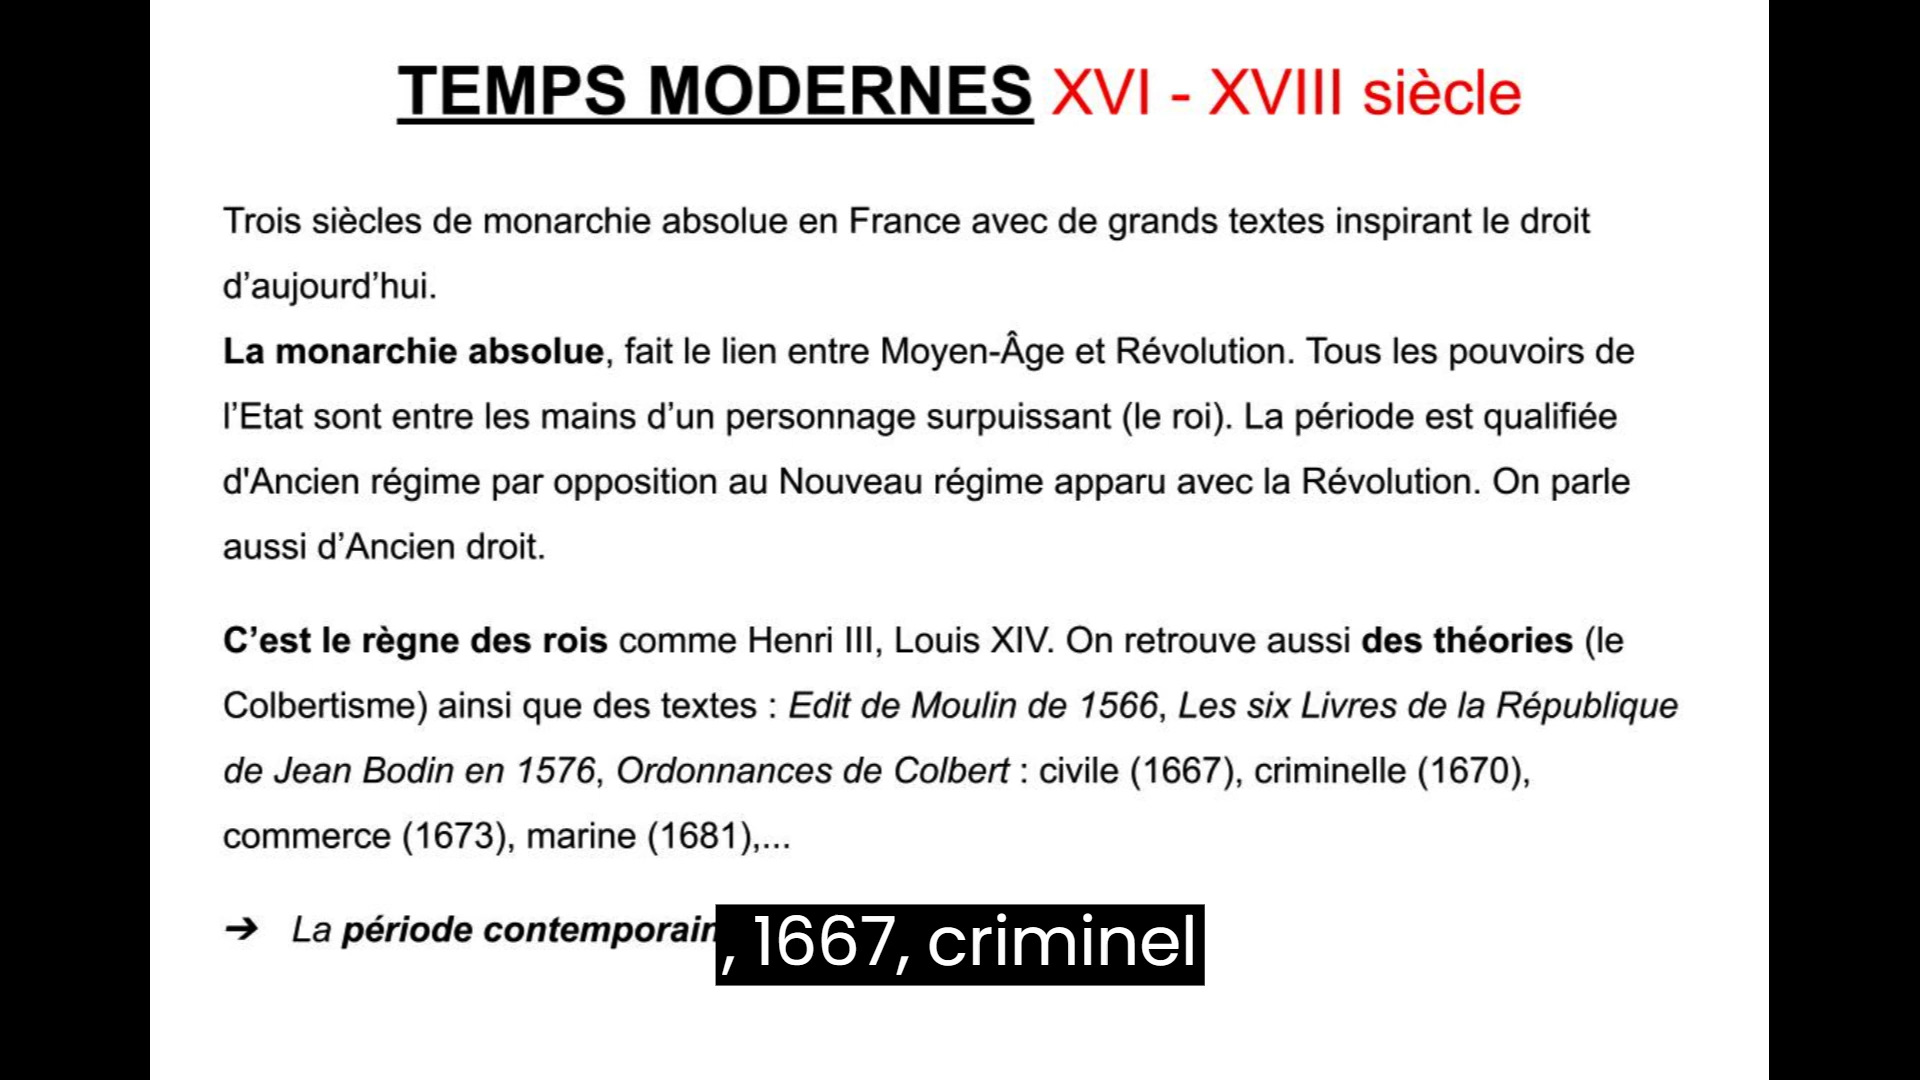 TEMPS MODERNES XVI - XVIII siècle
Trois siècles de monarchie absolue en France avec de grands textes inspirant le droit
d’aujourd’hui.
La monarchie absolue, fait le lien entre Moyen-Âge et Révolution. Tous les pouvoirs de
l’Etat sont entre les mains d’un personnage surpuissant (le roi). La période est qualifiée
d'Ancien régime par opposition au Nouveau régime apparu avec la Révolution. On parle
aussi d’Ancien droit.
C’est le règne des rois comme Henri III, Louis XIV. On retrouve aussi des théories (le
Colbertisme) ainsi que des textes : Edit de Moulin de 1566, Les six Livres de la République
de Jean Bodin en 1576, Ordonnances de Colbert : civile (1667), criminelle (1670),
commerce (1673), marine (1681),...
➔ La période
, 1667, criminel